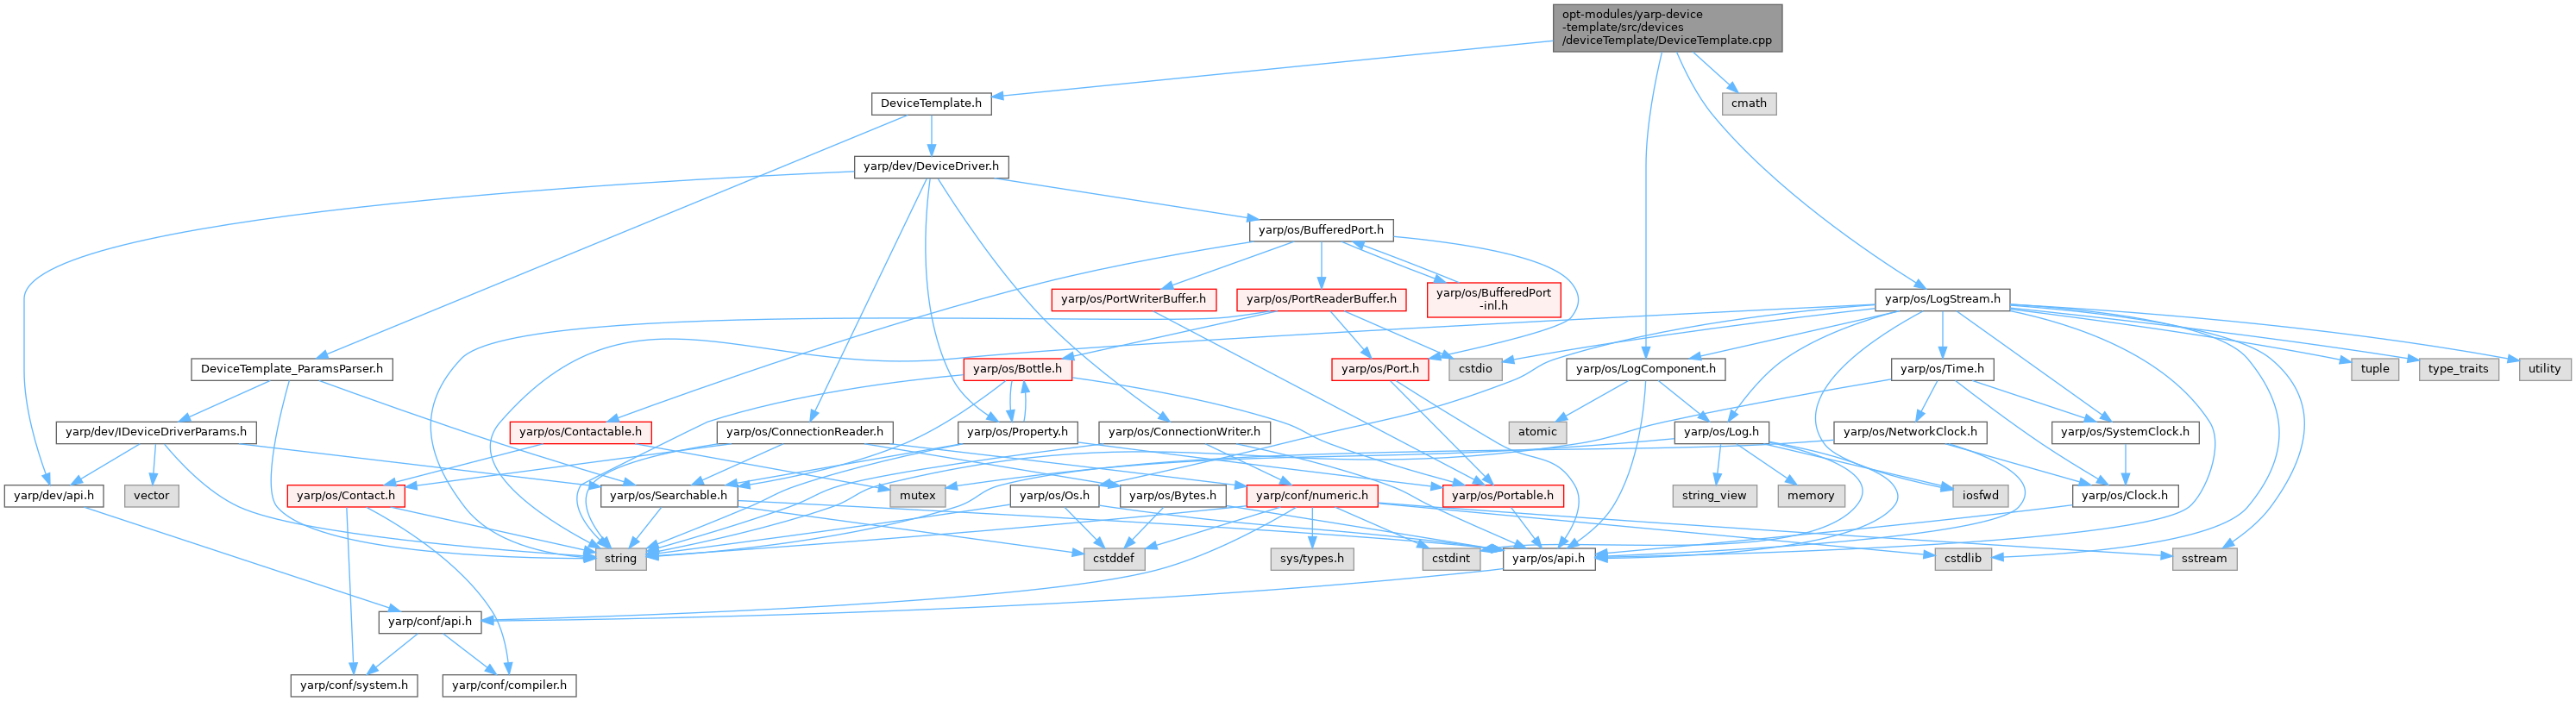 opt-modules/yarp-device
-template/src/devices
/deviceTemplate/DeviceTemplate.cpp
DeviceTemplate.h
cmath
yarp/dev/DeviceDriver.h
yarp/os/BufferedPort.h
yarp/os/PortWriterBuffer.h
yarp/os/PortReaderBuffer.h
yarp/os/BufferedPort
-inl.h
yarp/os/LogStream.h
DeviceTemplate_ParamsParser.h
yarp/os/Bottle.h
yarp/os/Port.h
cstdio
yarp/os/LogComponent.h
yarp/os/Time.h
tuple
type_traits
utility
yarp/dev/IDeviceDriverParams.h
yarp/os/Contactable.h
yarp/os/ConnectionReader.h
yarp/os/Property.h
yarp/os/ConnectionWriter.h
atomic
yarp/os/Log.h
yarp/os/NetworkClock.h
yarp/os/SystemClock.h
yarp/dev/api.h
vector
yarp/os/Contact.h
yarp/os/Searchable.h
mutex
yarp/os/Os.h
yarp/os/Bytes.h
yarp/conf/numeric.h
yarp/os/Portable.h
string_view
memory
iosfwd
yarp/os/Clock.h
string
cstddef
sys/types.h
cstdint
yarp/os/api.h
cstdlib
sstream
yarp/conf/api.h
yarp/conf/system.h
yarp/conf/compiler.h